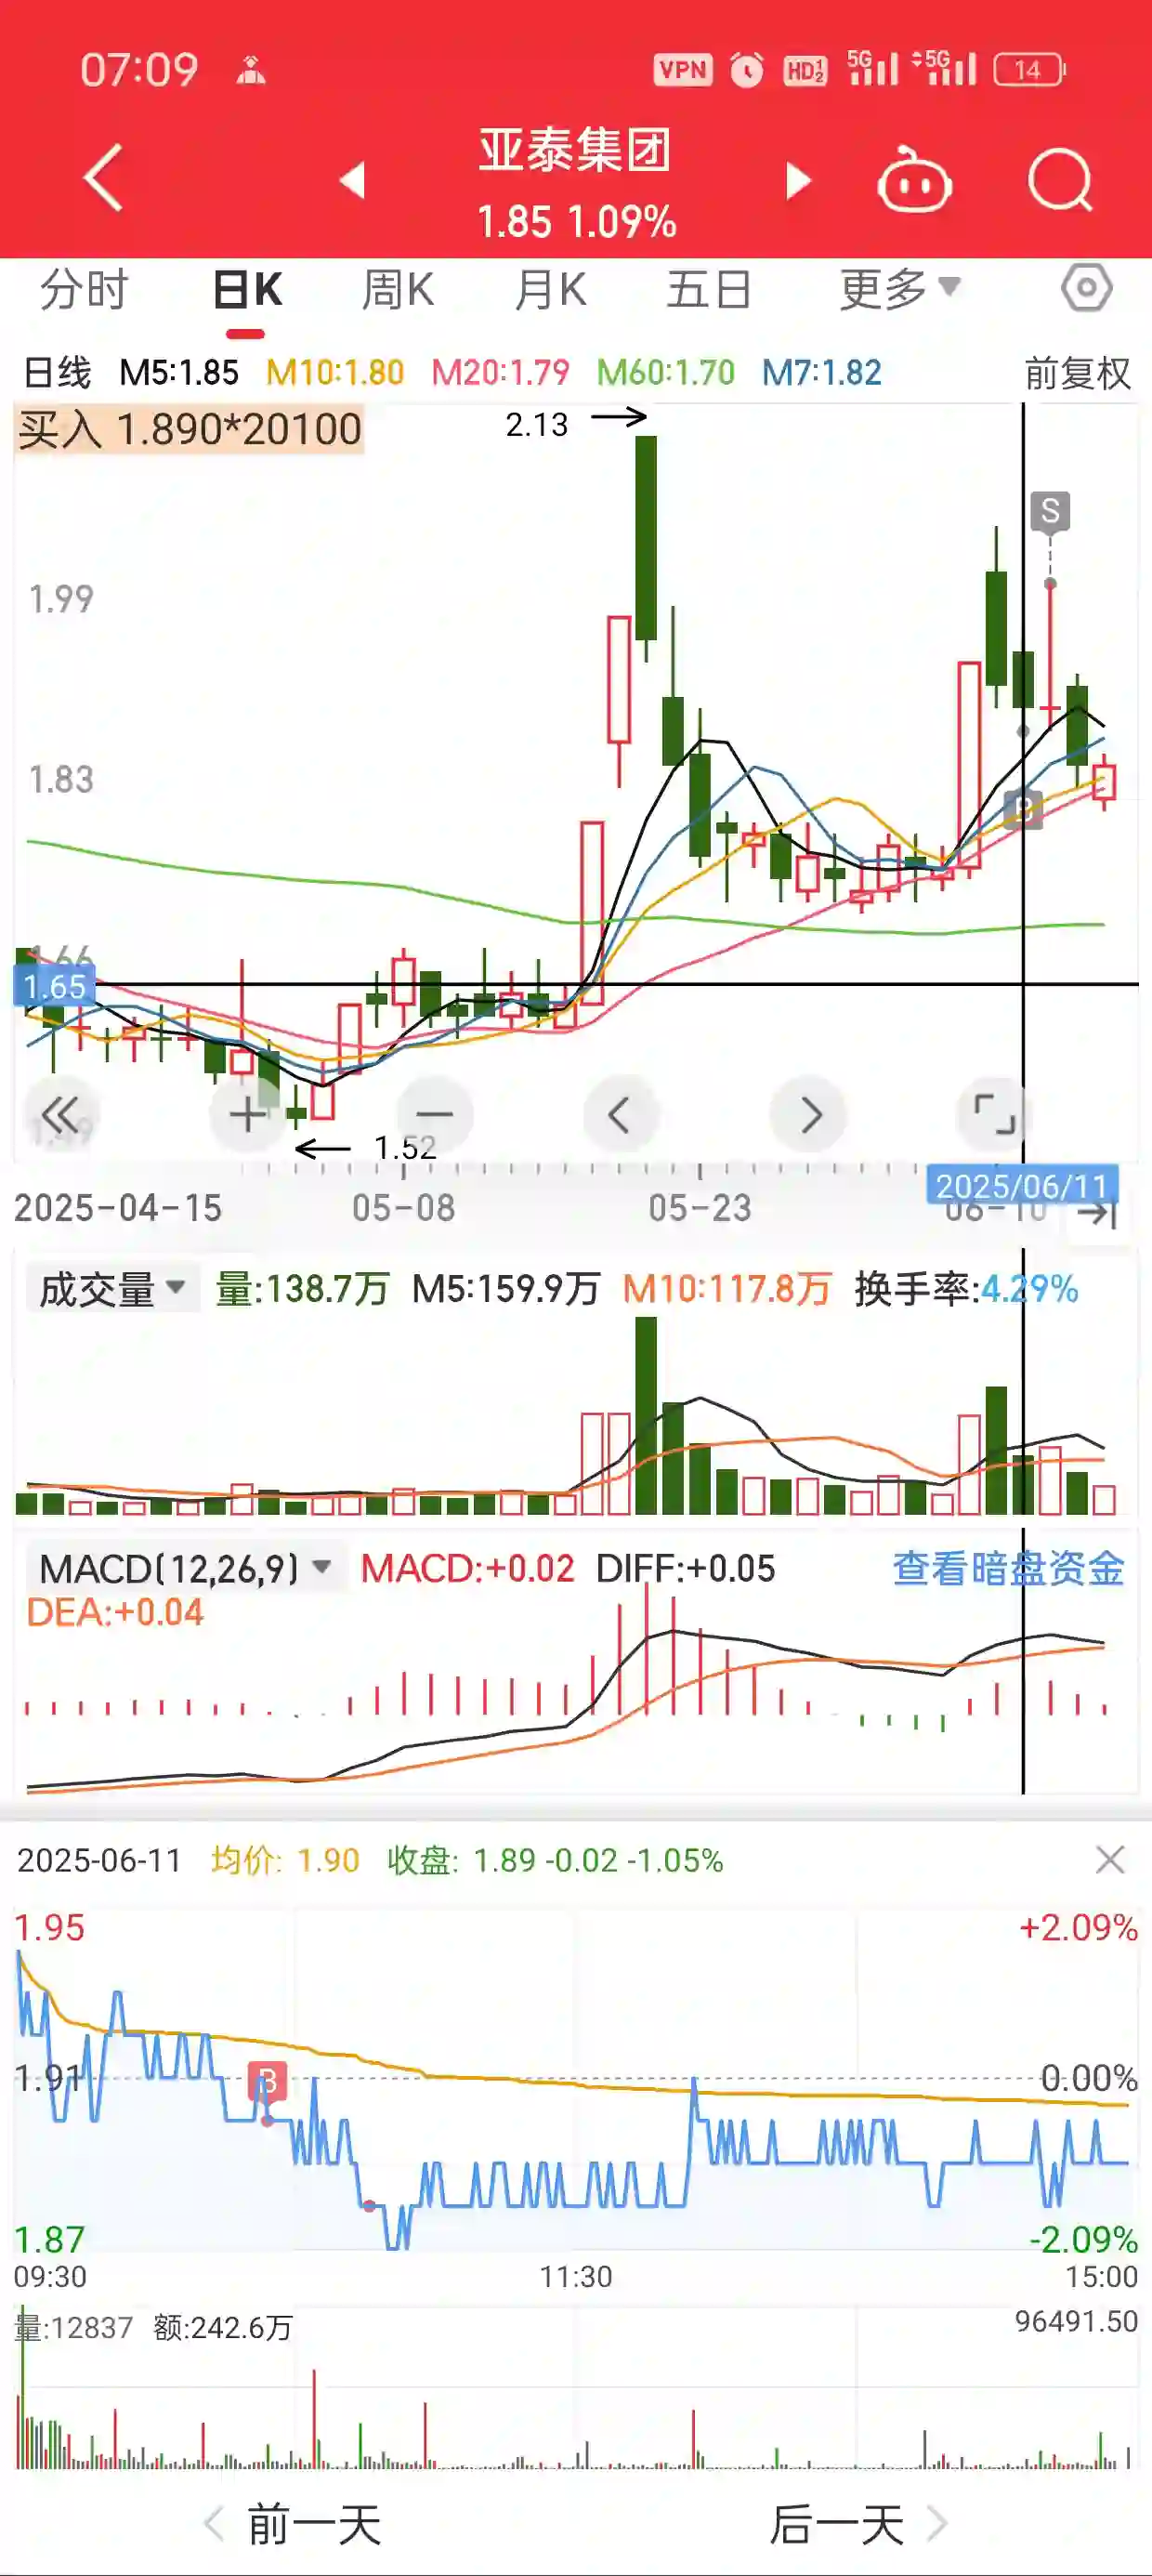 07:09 VPN HD 1 2 5G 5G 14
亚泰集团
1.85 1.09%
分时 日K 周K 月K 五日 更多
日线 M5:1.85 M10:1.80 M20:1.79 M60:1.70 M7:1.82 前复权
买入 1.890*20100
2.13
S
1.99
1.83
B
1.66
1.65
1.49
1.52
2025-04-15 05-08 05-23 06-10
2025/06/11
成交量 量:138.7万 M5:159.9万 M10:117.8万 换手率:4.29%
MACD(12,26,9) MACD:+0.02 DIFF:+0.05 查看暗盘资金
DEA:+0.04
2025-06-11 均价: 1.90 收盘: 1.89 -0.02 -1.05%
1.95 +2.09%
1.91 B 0.00%
1.87 -2.09%
09:30 11:30 15:00
量:12837 额:242.6万 96491.50
前一天 后一天